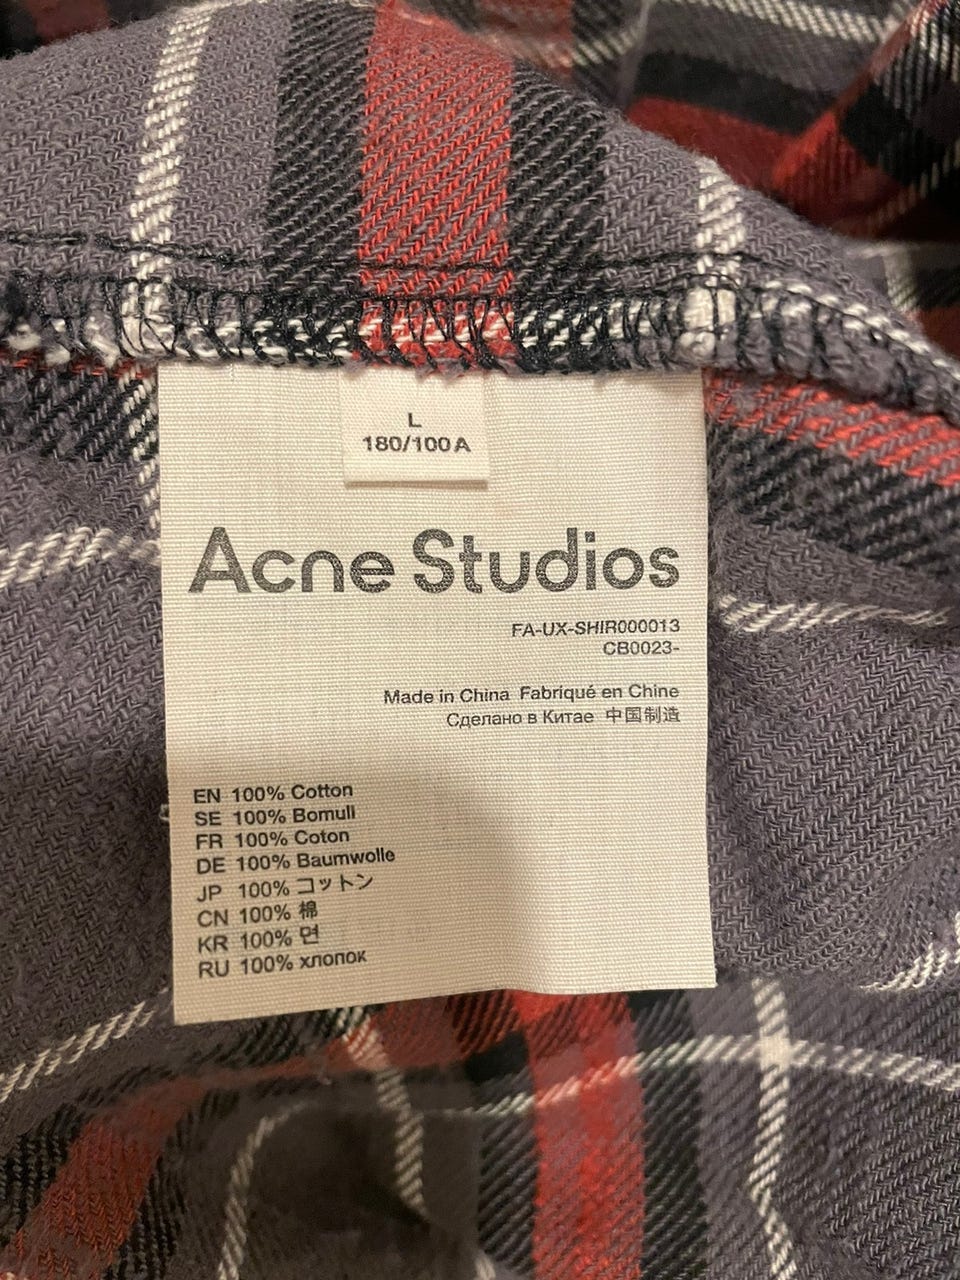 L
180/100A
Acne Studios
FA-UX-SHIR000013
CB0023-
Made in China Fabriqué en Chine
Сделано в Китае 中国制造
EN 100% Cotton
SE 100% Bomull
FR 100% Coton
DE 100% Baumwolle
JP 100% コットン
CN 100% 棉
KR 100% 면
RU 100% хлопок